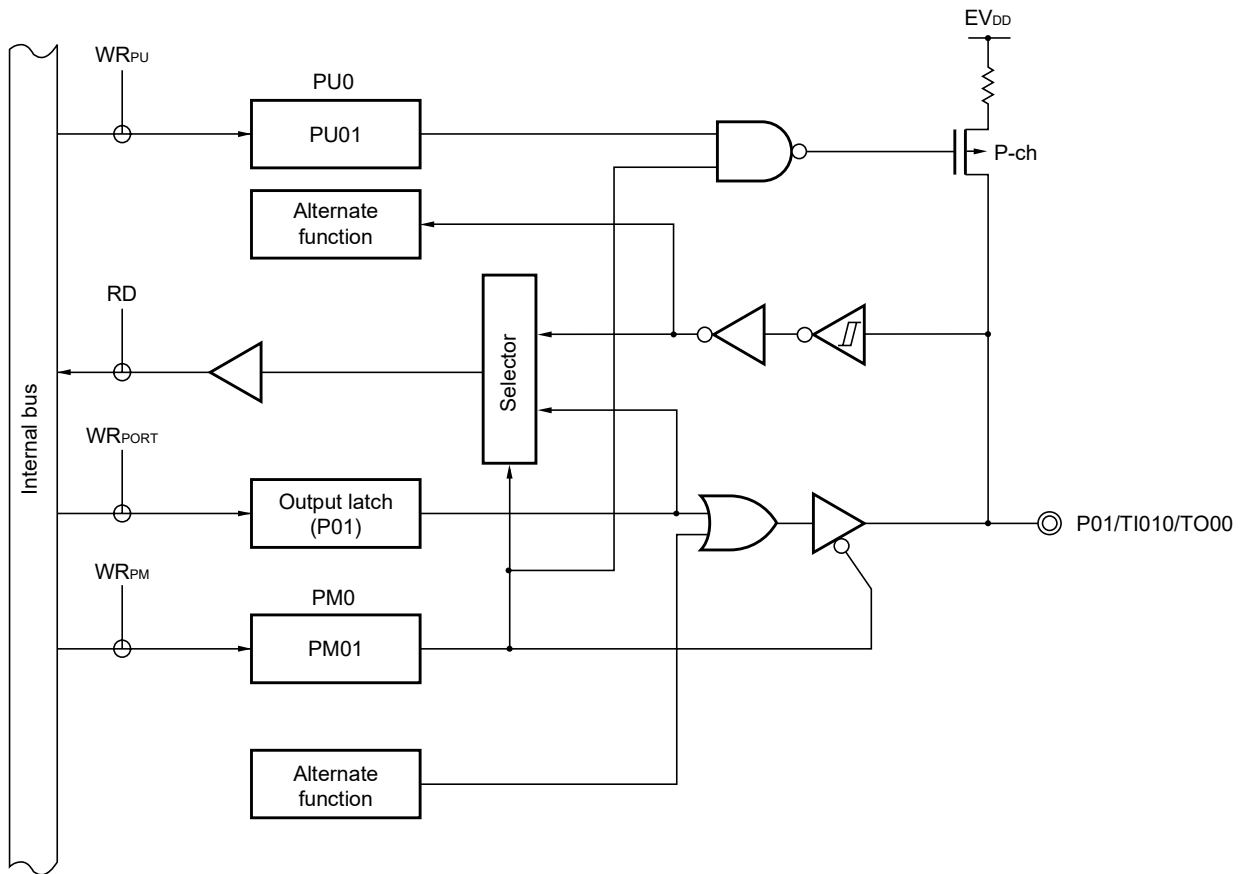 EVDD
WRPU
PU0
PU01
P-ch
Alternate
function
RD
Selector
Internal bus
WRPORT
Output latch
(P01)
P01/TI010/TO00
WRPM
PM0
PM01
Alternate
function